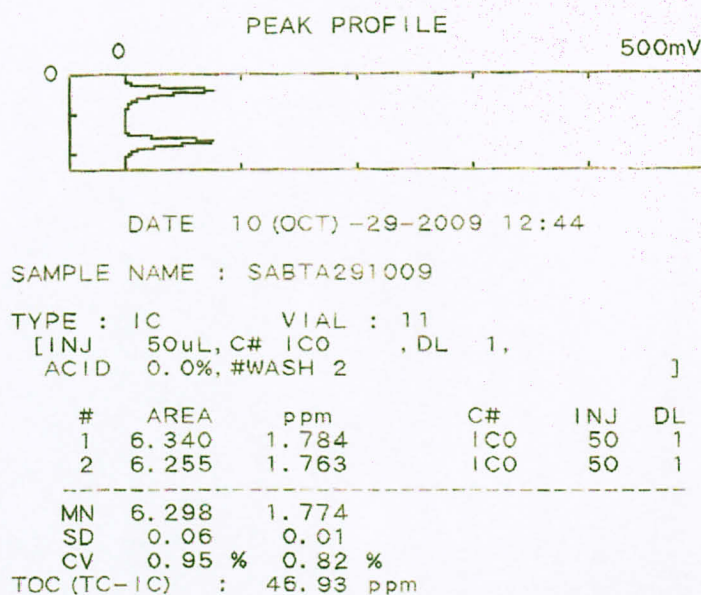 PEAK PROFILE
0 500mV
0
DATE 10(OCT)-29-2009 12:44
SAMPLE NAME : SABTA291009
TYPE : IC VIAL : 11
[INJ 50uL, C# IC0 , DL 1,
ACID 0.0%, #WASH 2 ]
# AREA ppm C# INJ DL
1 6.340 1.784 IC0 50 1
2 6.255 1.763 IC0 50 1
MN 6.298 1.774
SD 0.06 0.01
CV 0.95 % 0.82 %
TOC(TC-IC) : 46.93 ppm